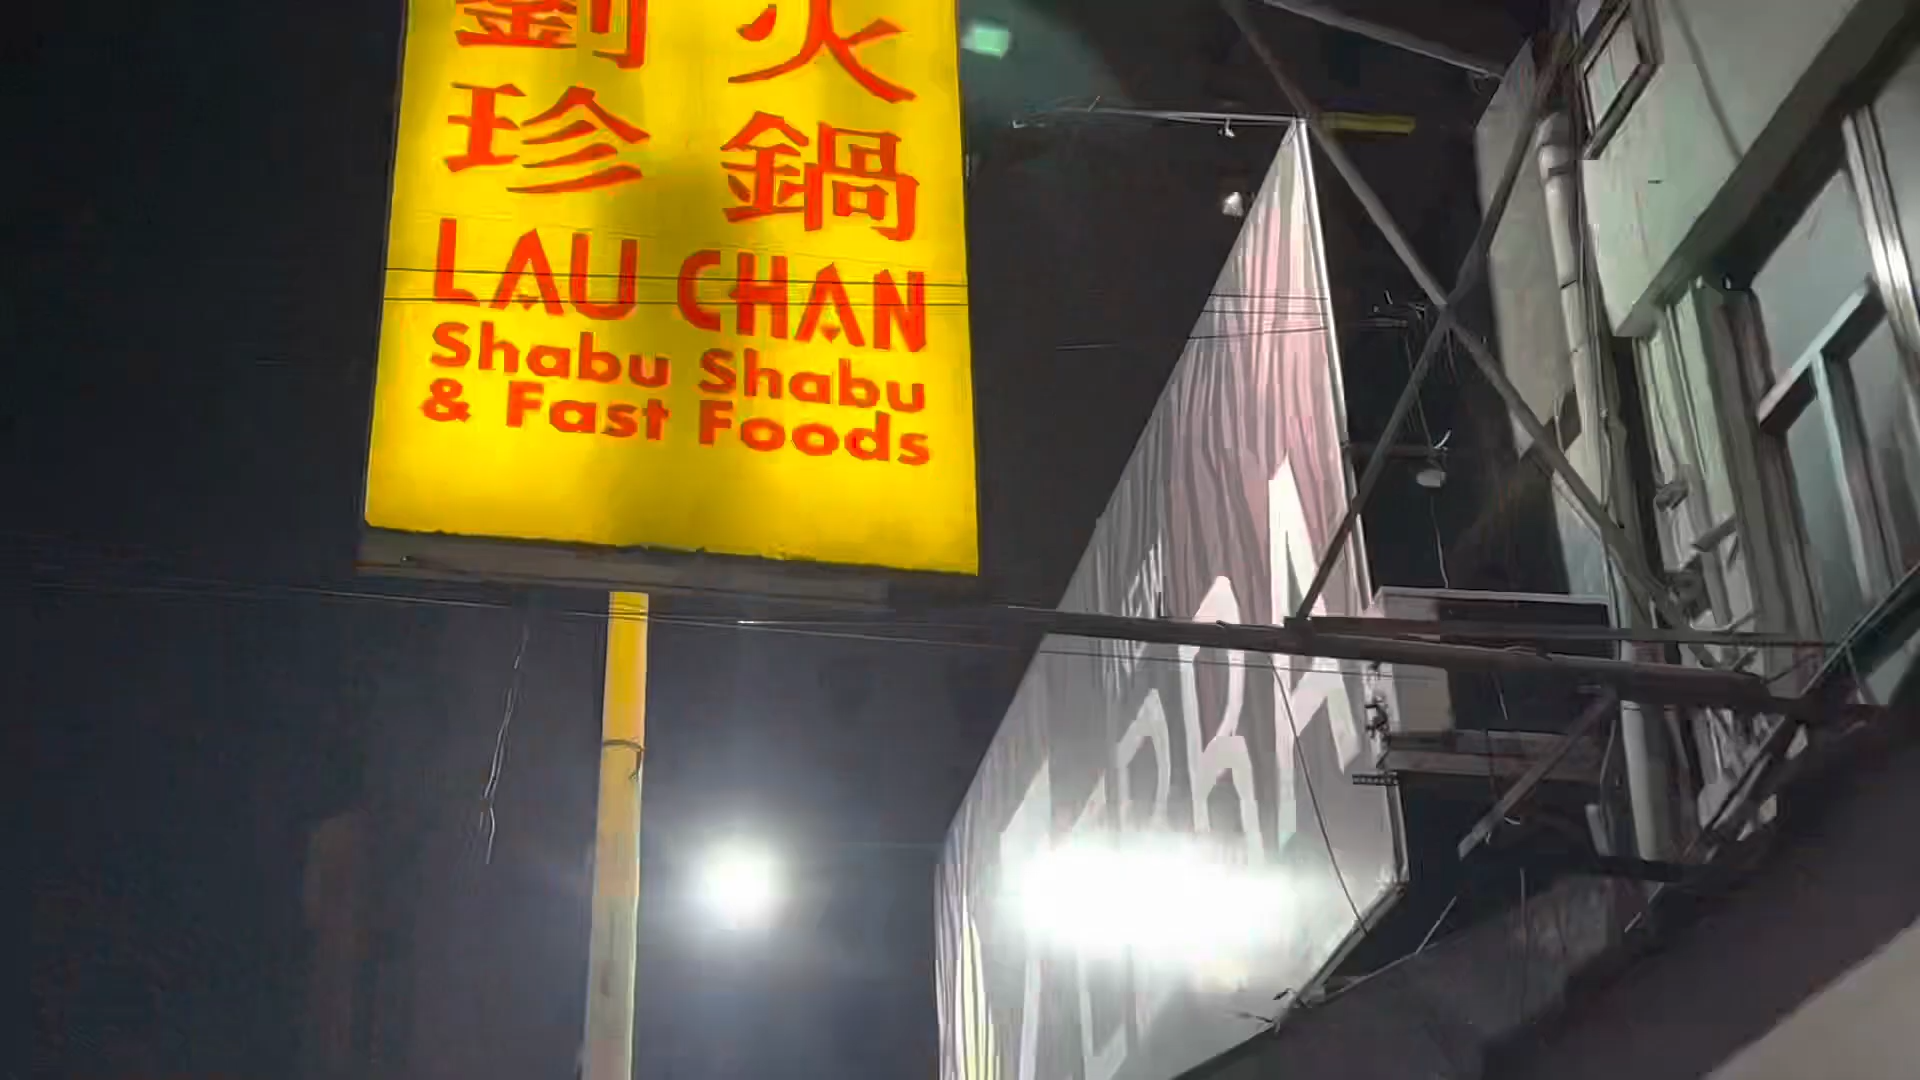 劉珍
火鍋
LAU CHAN
Shabu Shabu
& Fast Foods